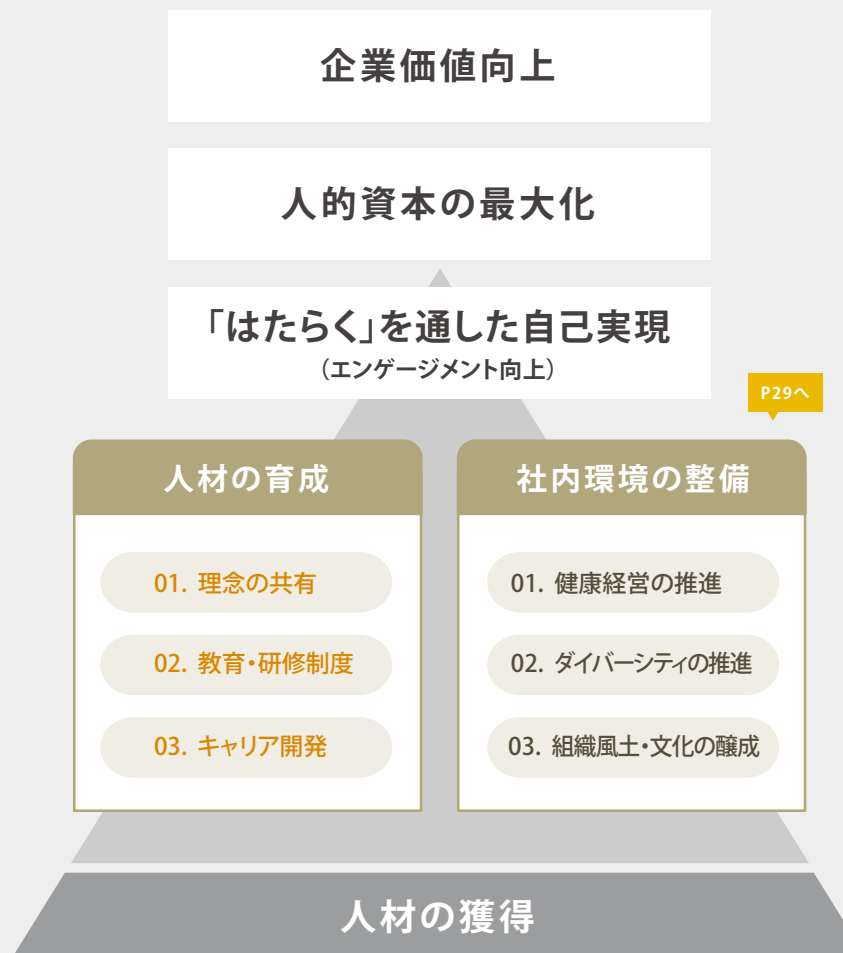 企業価値向上
人的資本の最大化
「はたらく」を通した自己実現
(エンゲージメント向上)
P29へ
人材の育成
01. 理念の共有
02. 教育・研修制度
03. キャリア開発
社内環境の整備
01. 健康経営の推進
02. ダイバーシティの推進
03. 組織風土・文化の醸成
人材の獲得